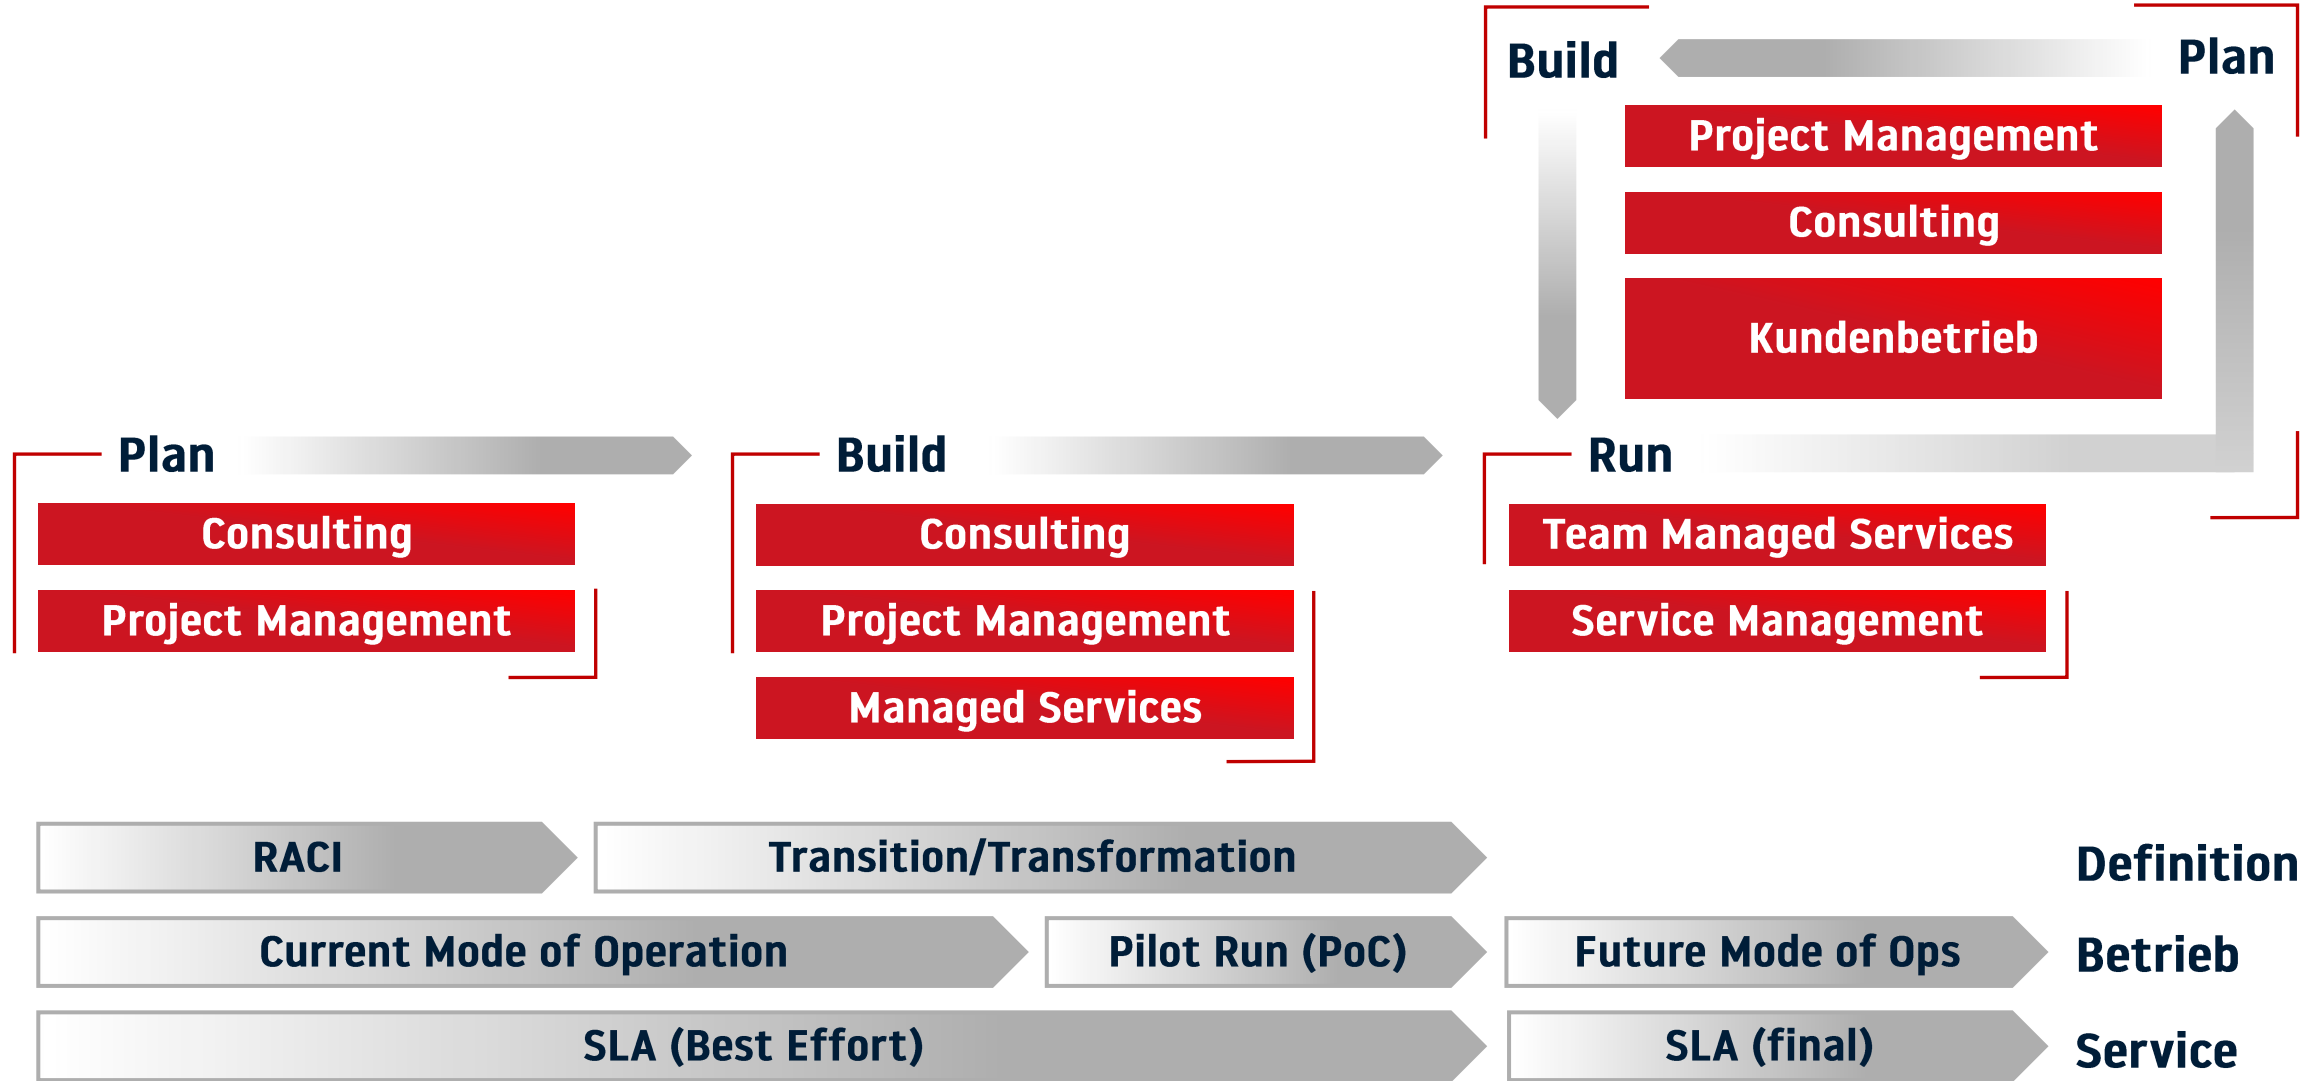 Build
Plan
Project Management
Consulting
Kundenbetrieb
Plan
Build
Run
Consulting
Project Management
Consulting
Project Management
Managed Services
Team Managed Services
Service Management
RACI
Transition/Transformation
Definition
Current Mode of Operation
Pilot Run (PoC)
Future Mode of Ops
Betrieb
SLA (Best Effort)
SLA (final)
Service